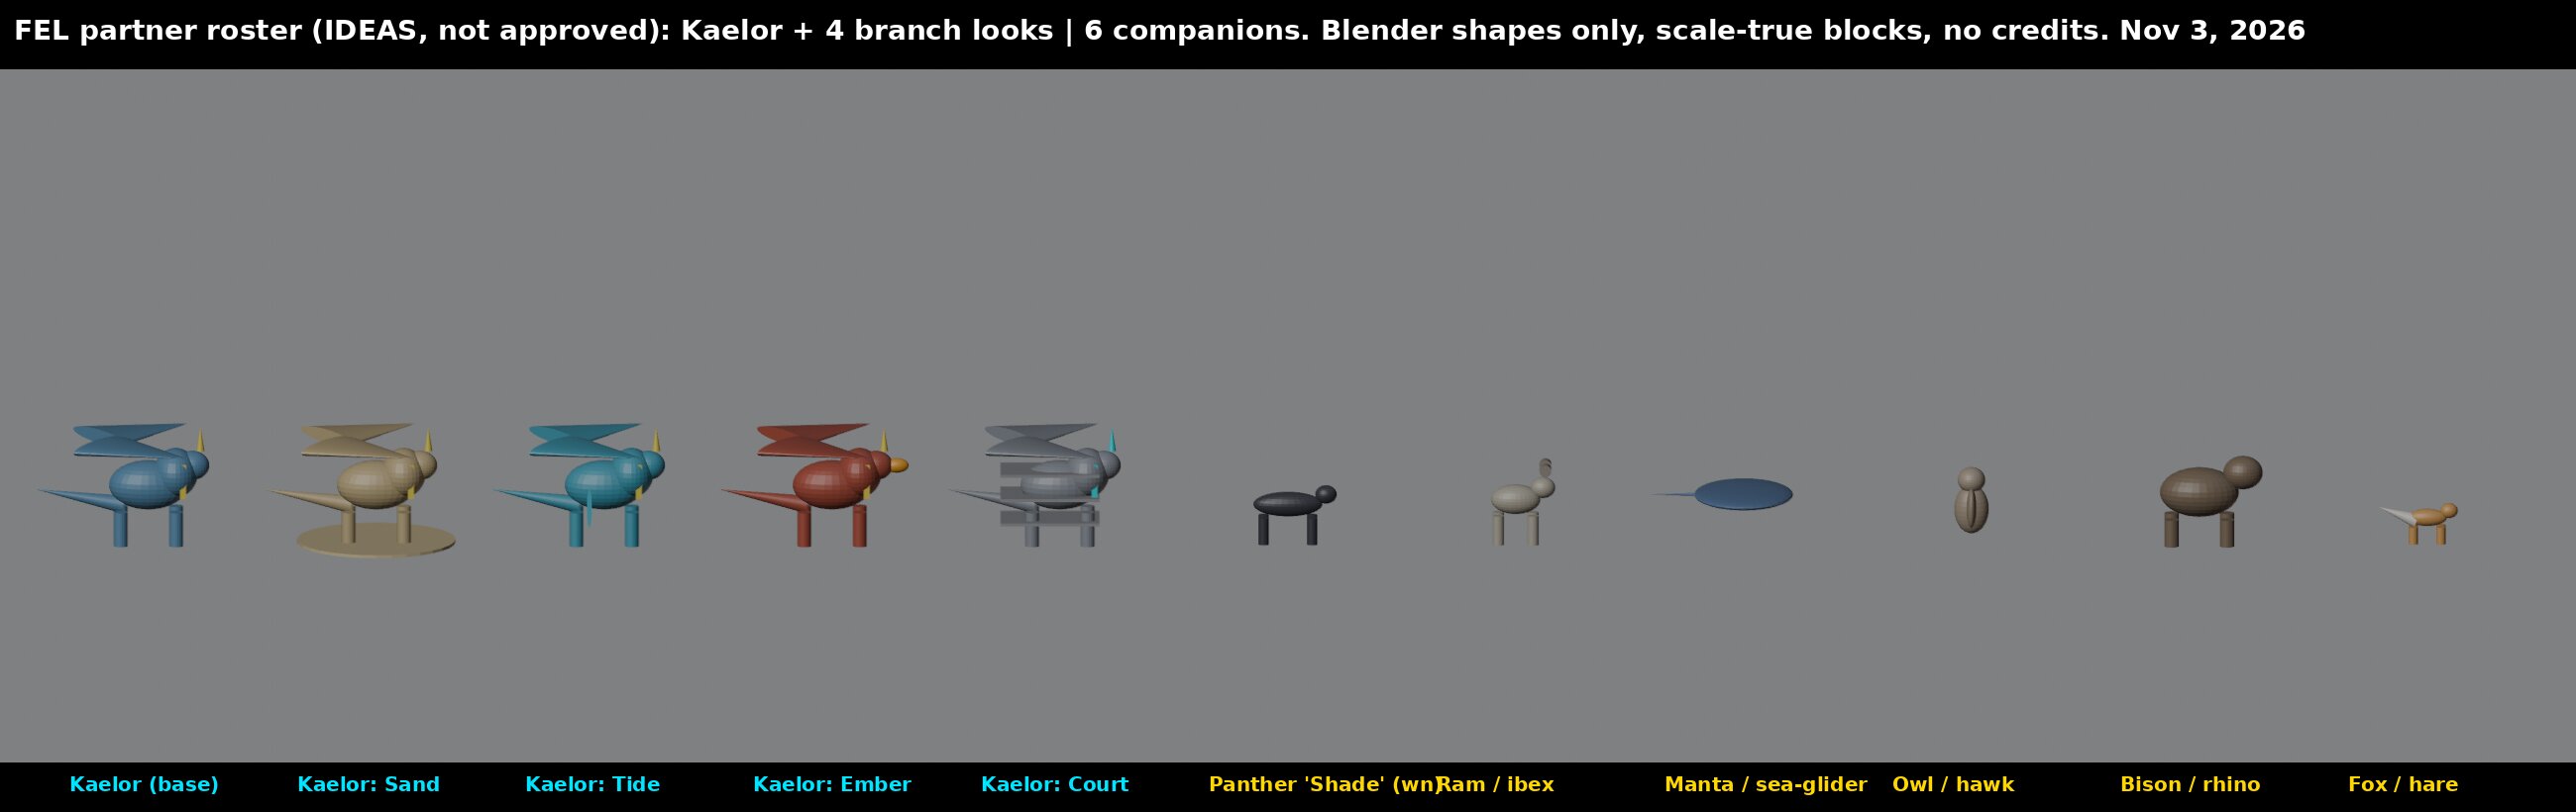 FEL partner roster (IDEAS, not approved): Kaelor + 4 branch looks | 6 companions. Blender shapes only, scale-true blocks, no credits. Nov 3, 2026
Kaelor (base) Kaelor: Sand Kaelor: Tide Kaelor: Ember Kaelor: Court Panther 'Shade' (wn) Ram / ibex Manta / sea-glider Owl / hawk Bison / rhino Fox / hare